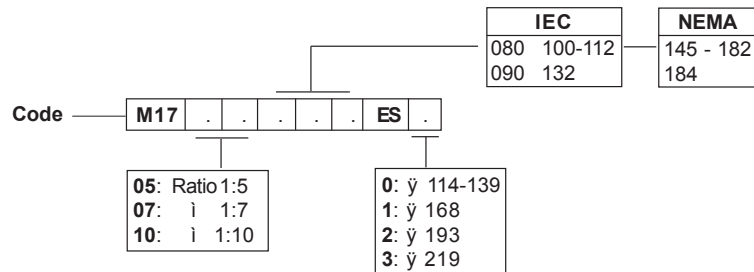 IEC
080 100-112
090 132
NEMA
145 - 182
184
Code M17 . . . . . ES .
05: Ratio 1:5
07: ì 1:7
10: ì 1:10
0: ÿ 114-139
1: ÿ 168
2: ÿ 193
3: ÿ 219